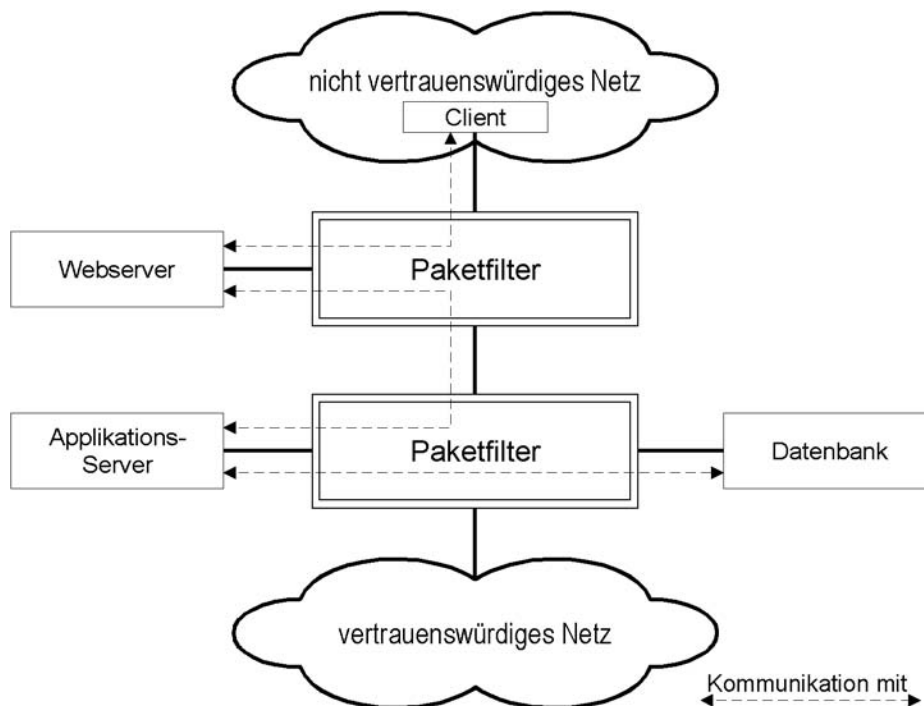 nicht vertrauenswürdiges Netz
Client
Webserver
Paketfilter
Applikations-
Server
Paketfilter
Datenbank
vertrauenswürdiges Netz
Kommunikation mit